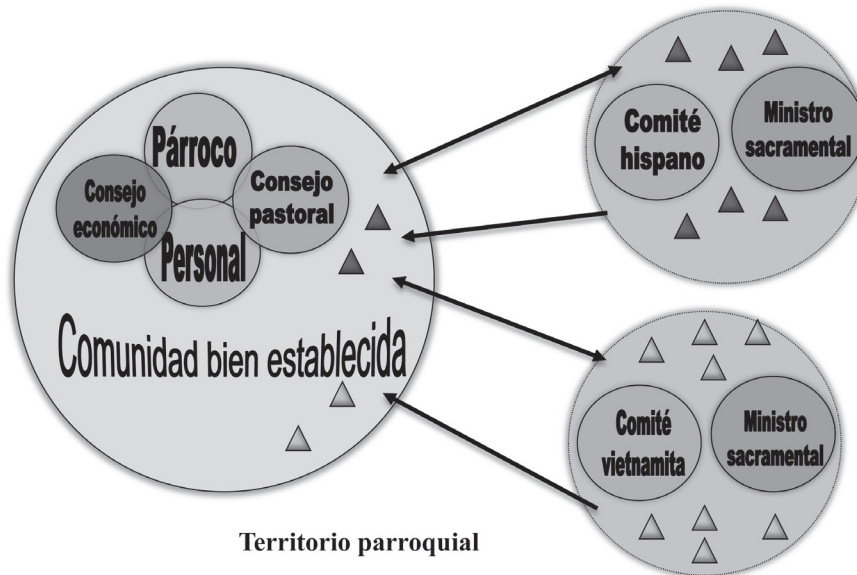 Párroco
Consejo
económico
Consejo
pastoral
Personal
Comunidad bien establecida
Comité
hispano
Ministro
sacramental
Comité
vietnamita
Ministro
sacramental
Territorio parroquial